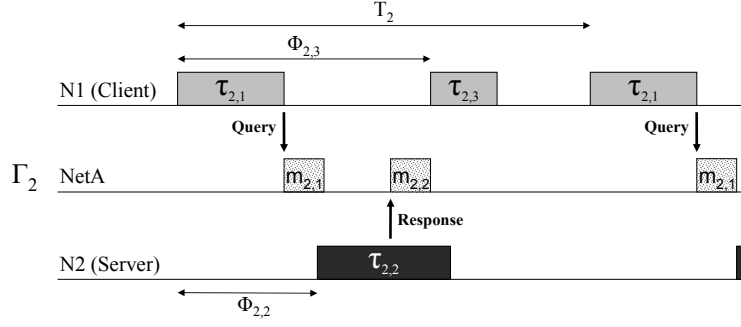 T₂
Φ₂,₃
N1 (Client) τ₂,₁ τ₂,₃ τ₂,₁
Query Query
Γ₂ NetA m₂,₁ m₂,₂ m₂,₁
Response
N2 (Server) τ₂,₂
Φ₂,₂